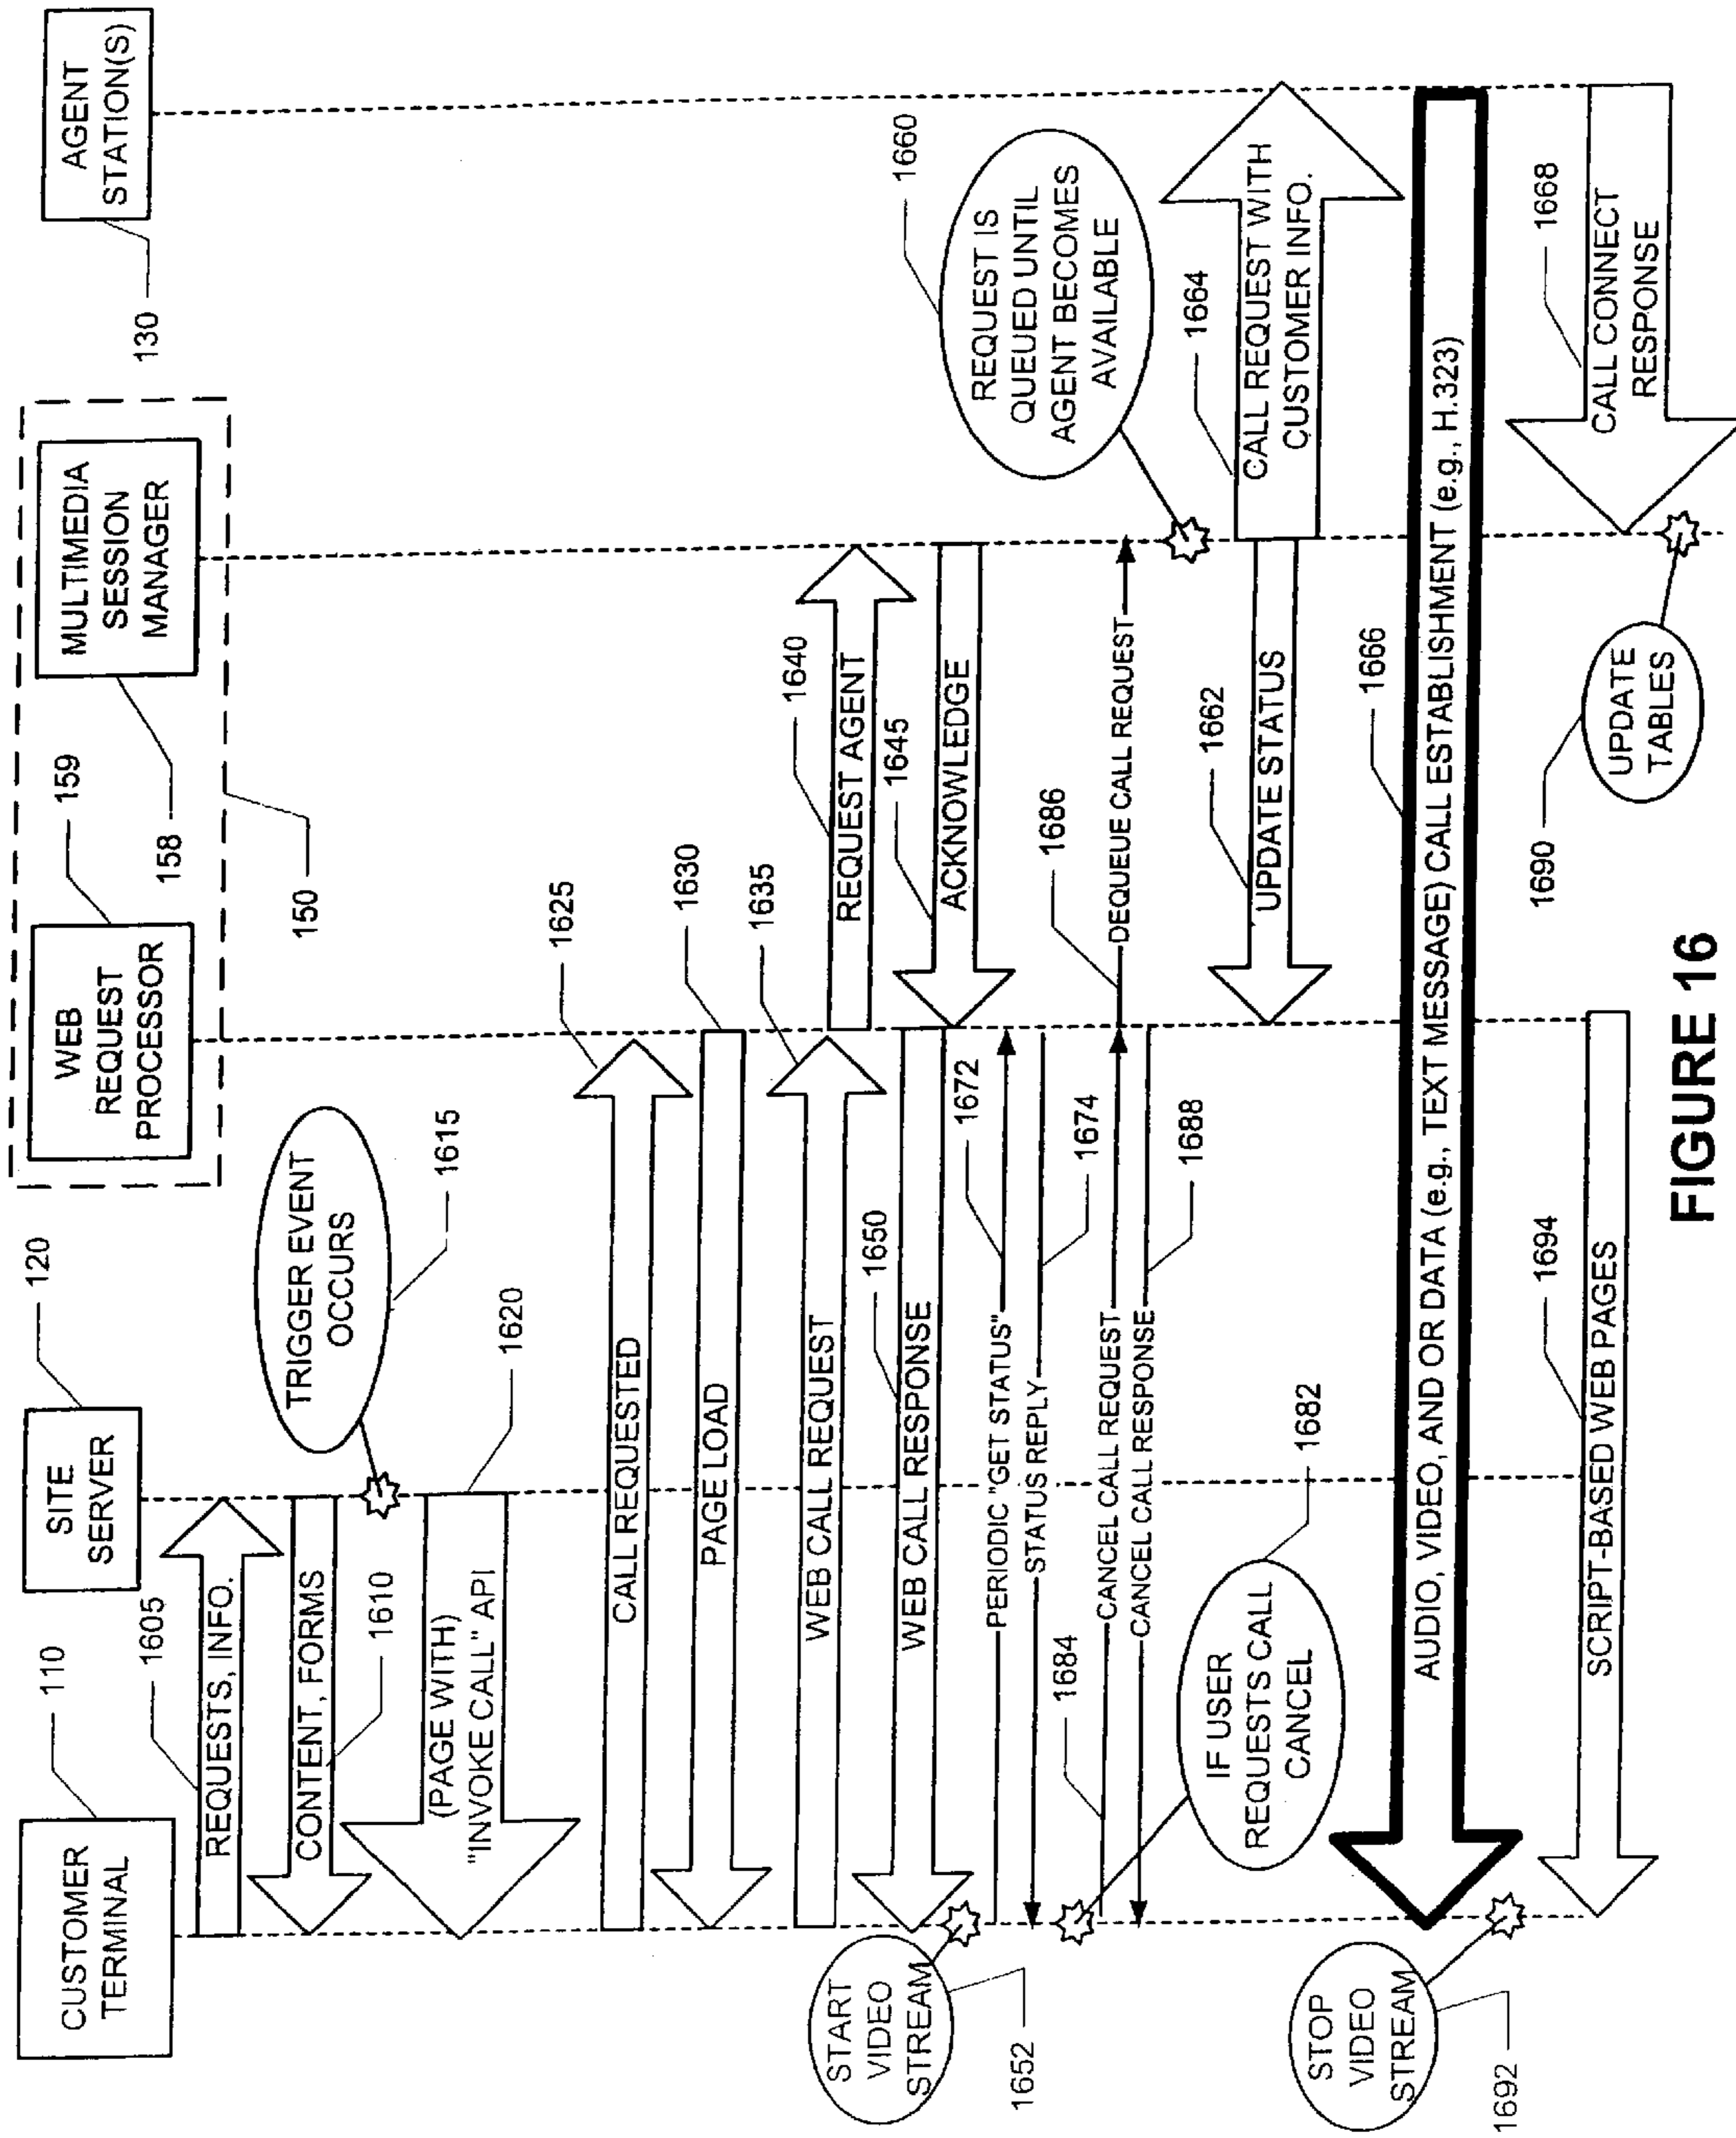 CUSTOMER
TERMINAL
110
SITE
SERVER
120
WEB
REQUEST
PROCESSOR
159
MULTIMEDIA
SESSION
MANAGER
158
150
AGENT
STATION(S)
130
1605
REQUESTS, INFO.
CONTENT, FORMS
1610
TRIGGER EVENT
OCCURS
1615
(PAGE WITH)
"INVOKE CALL" API
1620
CALL REQUESTED
1625
PAGE LOAD
1630
WEB CALL REQUEST
1635
REQUEST AGENT
1640
ACKNOWLEDGE
1645
WEB CALL RESPONSE
1650
START
VIDEO
STREAM
1652
PERIODIC "GET STATUS"
1672
STATUS REPLY
1674
1684
CANCEL CALL REQUEST
DEQUEUE CALL REQUEST
1686
CANCEL CALL RESPONSE
1688
IF USER
REQUESTS CALL
CANCEL
1682
REQUEST IS
QUEUED UNTIL
AGENT BECOMES
AVAILABLE
1660
UPDATE STATUS
1662
CALL REQUEST WITH
CUSTOMER INFO.
1664
AUDIO, VIDEO, AND OR DATA (e.g., TEXT MESSAGE) CALL ESTABLISHMENT (e.g., H.323)
1666
STOP
VIDEO
STREAM
1692
CALL CONNECT
RESPONSE
1668
UPDATE
TABLES
1690
SCRIPT-BASED WEB PAGES
1694
FIGURE 16